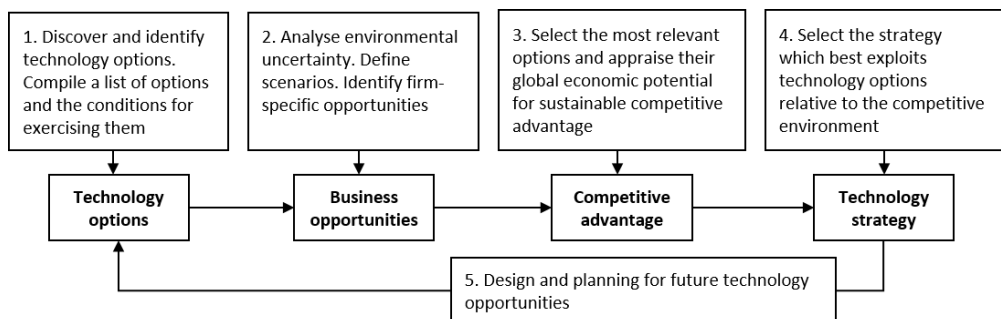 1. Discover and identify
technology options.
Compile a list of options
and the conditions for
exercising them
2. Analyse environmental
uncertainty. Define
scenarios. Identify firm-
specific opportunities
3. Select the most relevant
options and appraise their
global economic potential
for sustainable competitive
advantage
4. Select the strategy
which best exploits
technology options
relative to the competitive
environment
Technology
options
Business
opportunities
Competitive
advantage
Technology
strategy
5. Design and planning for future technology
opportunities